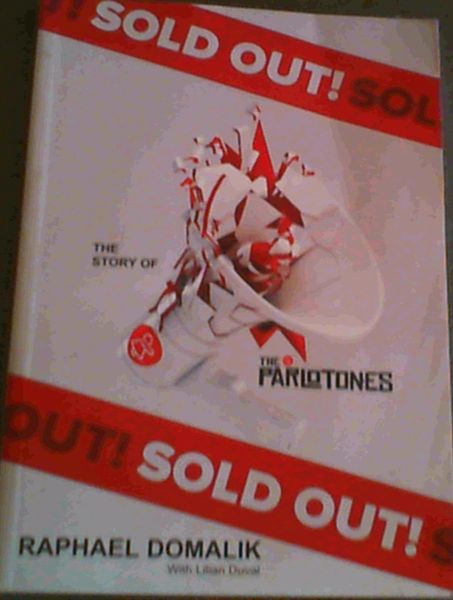 ! SOLD OUT! SOL
THE
STORY OF
THE
PARLOTONES
OUT! SOLD OUT! S
RAPHAEL DOMALIK
With Lilian Duval